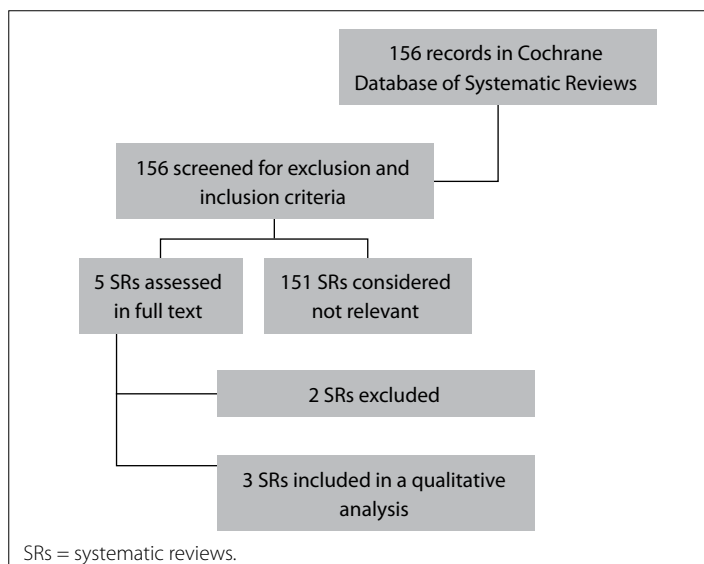 156 records in Cochrane
Database of Systematic Reviews
156 screened for exclusion and
inclusion criteria
5 SRs assessed
in full text
151 SRs considered
not relevant
2 SRs excluded
3 SRs included in a qualitative
analysis
SRs = systematic reviews.